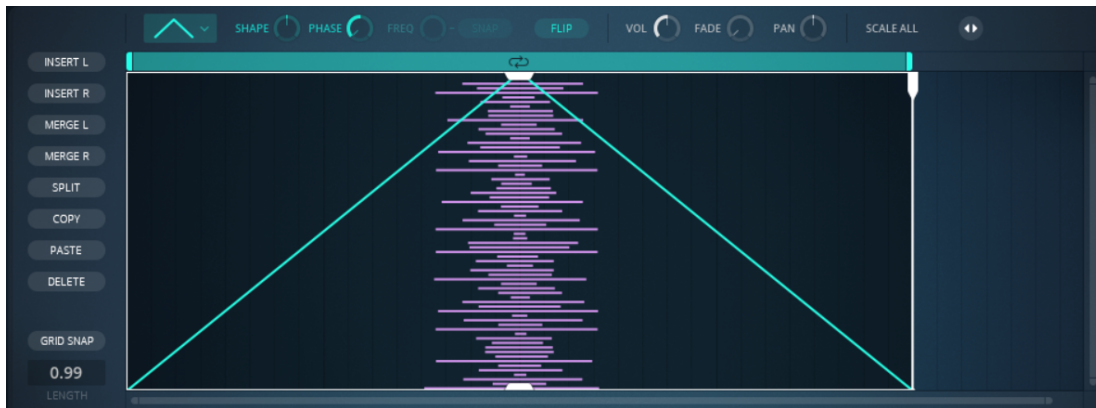 SHAPE PHASE FREQ SNAP FLIP VOL FADE PAN SCALE ALL
INSERT L
INSERT R
MERGE L
MERGE R
SPLIT
COPY
PASTE
DELETE
GRID SNAP
0.99
LENGTH